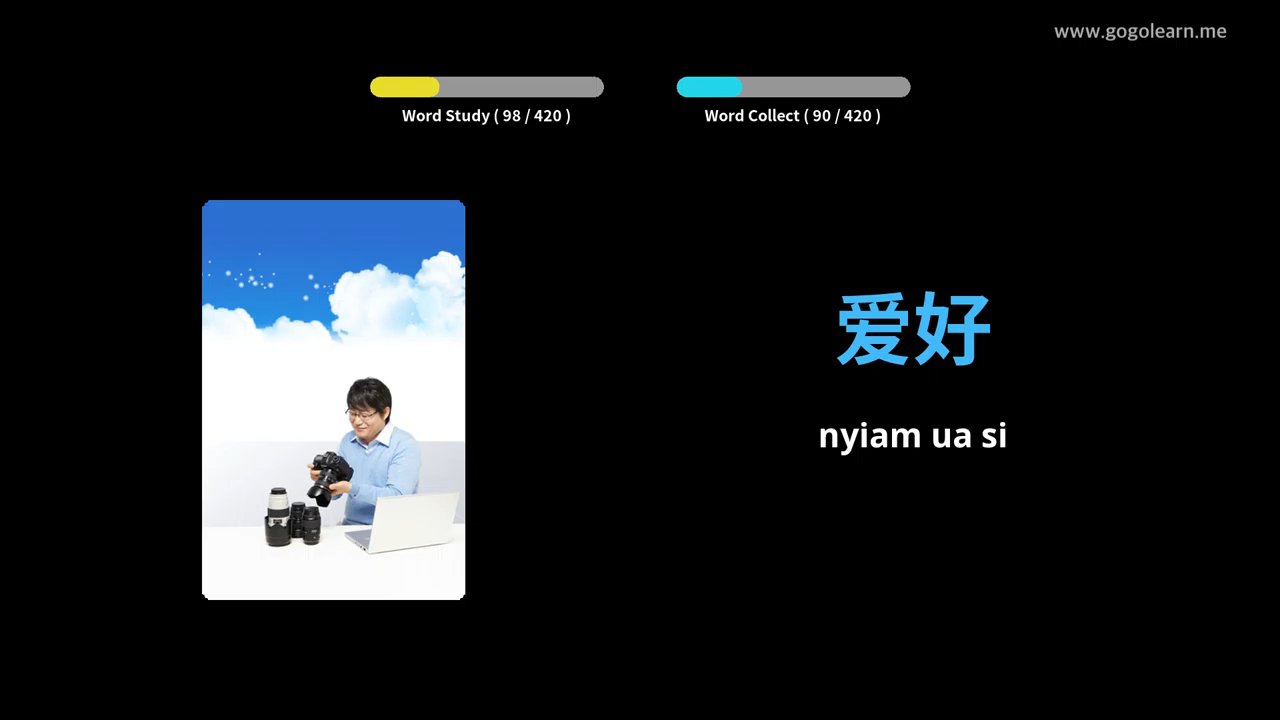 www.gogolearn.me
Word Study ( 98 / 420 )
Word Collect ( 90 / 420 )
爱好
nyiam ua si